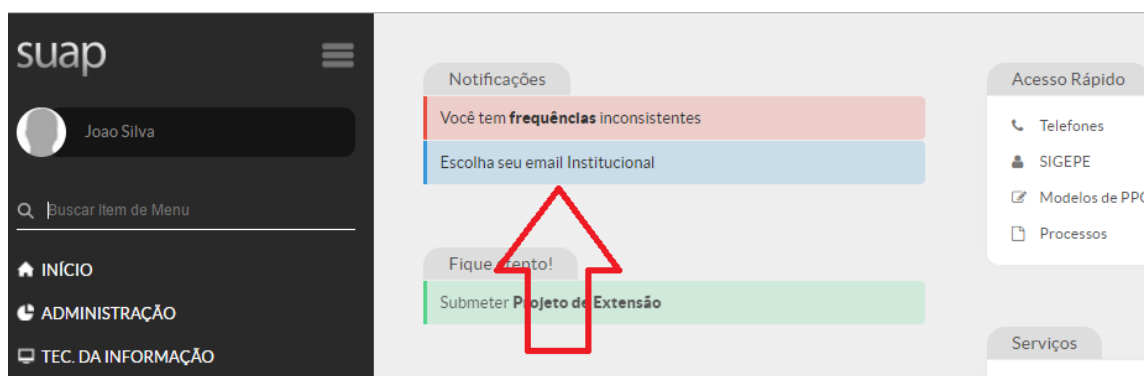 suap
Joao Silva
Buscar Item de Menu
INÍCIO
ADMINISTRAÇÃO
TEC. DA INFORMAÇÃO
Notificações
Você tem frequências inconsistentes
Escolha seu email Institucional
Fique atento!
Submeter Projeto de Extensão
Acesso Rápido
Telefones
SIGEPE
Modelos de PPC
Processos
Serviços